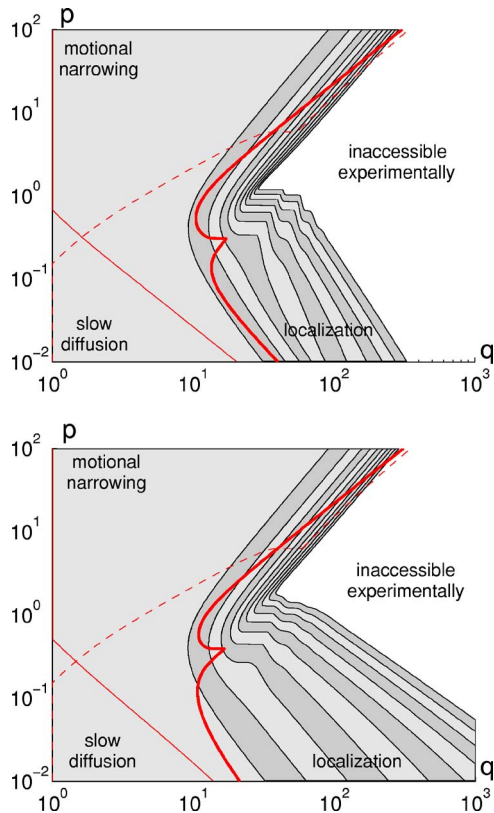 p
10²
motional
narrowing
10¹
inaccessible
experimentally
10⁰
10⁻¹
slow
diffusion
localization
10⁻²
q
10⁰ 10¹ 10² 10³
p
10²
motional
narrowing
10¹
inaccessible
experimentally
10⁰
10⁻¹
slow
diffusion
localization
10⁻²
q
10⁰ 10¹ 10² 10³